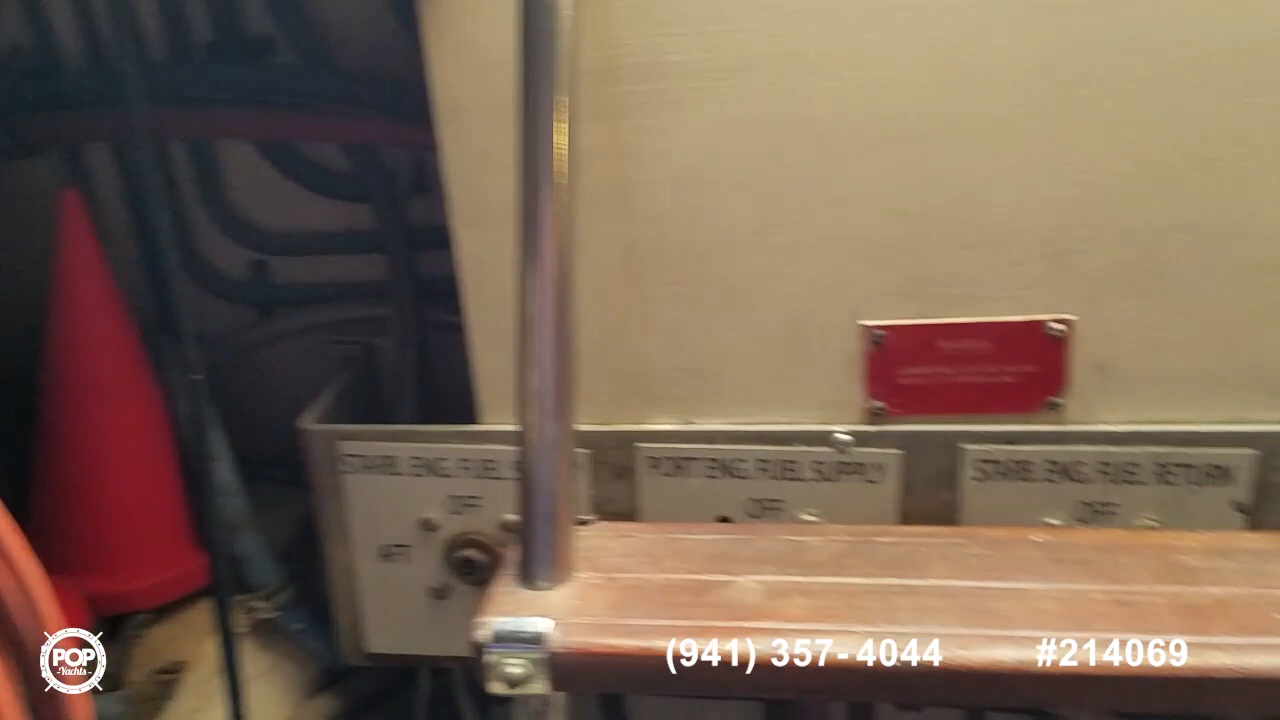 STARB. ENG. FUEL
OFF
AFT
PORT ENG. FUEL SUPPLY
OFF
STARB. ENG. FUEL RETURN
OFF
POP
Yachts
(941) 357-4044
#214069